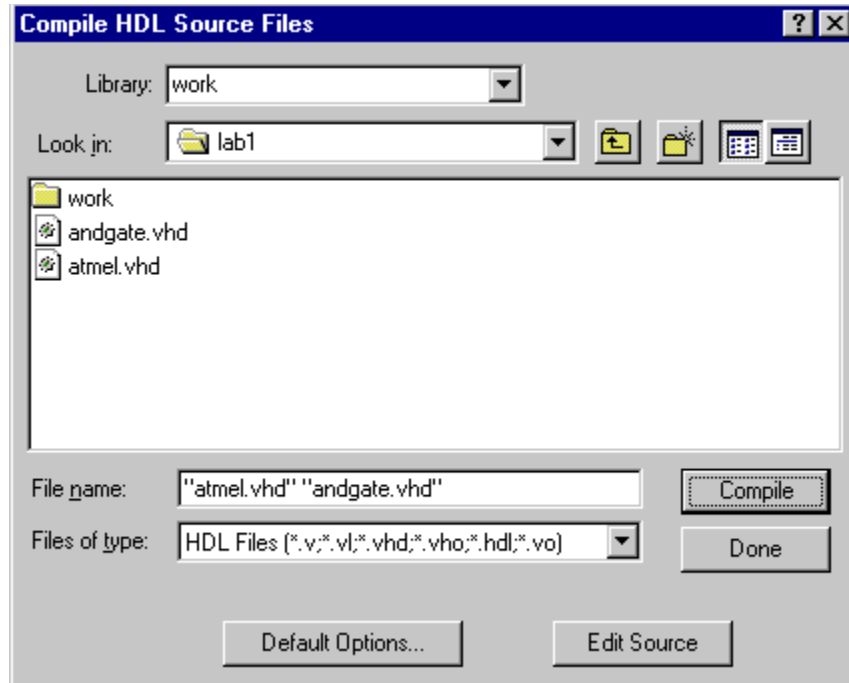 Compile HDL Source Files
Library: work
Look in: lab1
work
andgate.vhd
atmel.vhd
File name: "atmel.vhd" "andgate.vhd" Compile
Files of type: HDL Files (*.v;*.vl;*.vhd;*.vho;*.hdl;*.vo) Done
Default Options... Edit Source